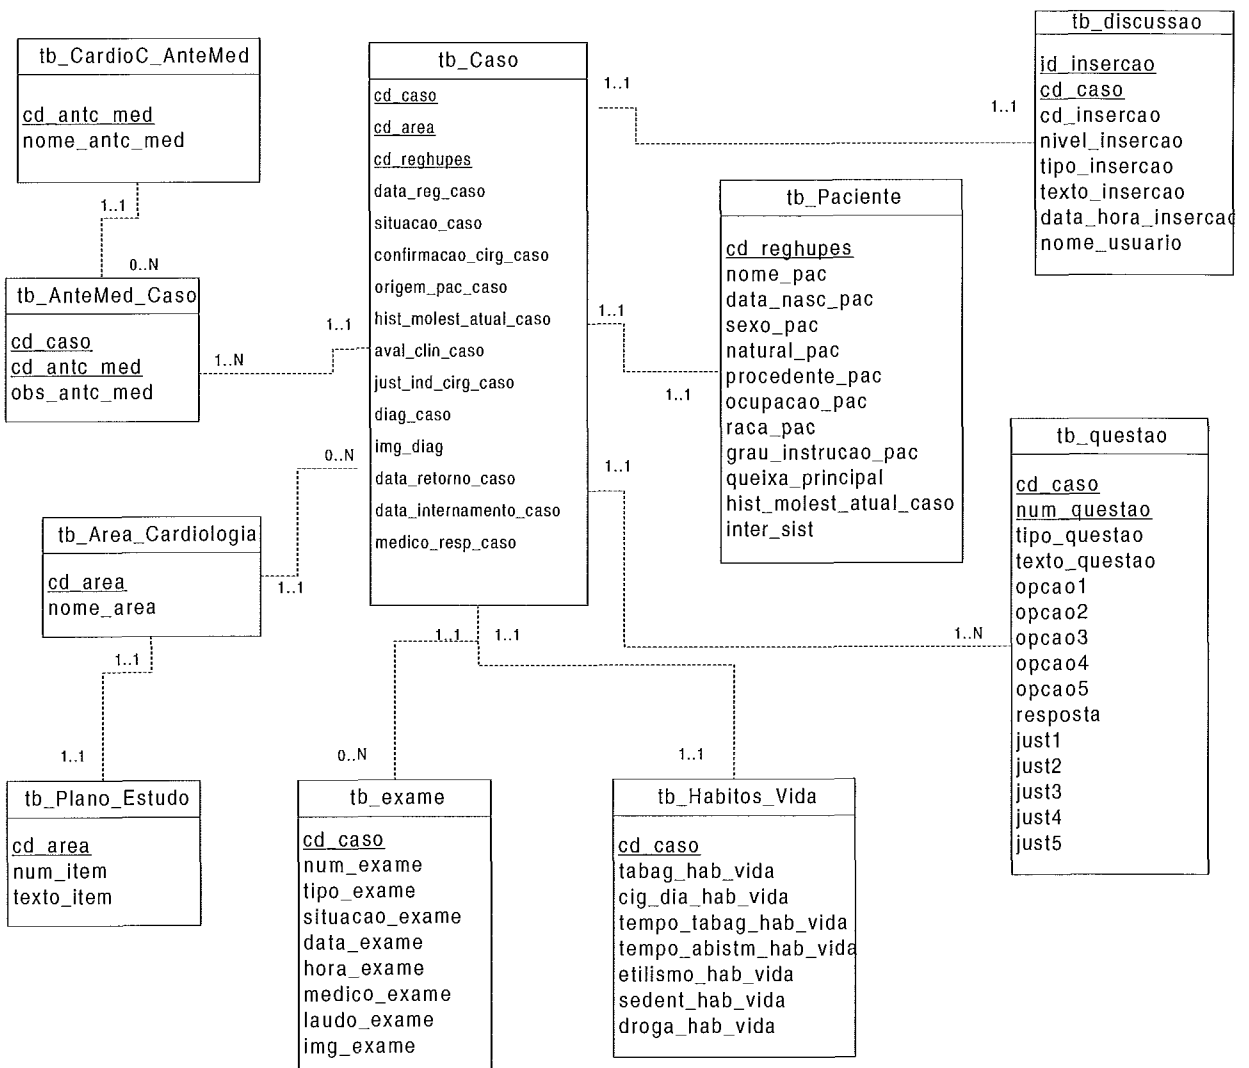 tb_CardioC_AnteMed
cd_antc_med
nome_antc_med
1..1
0..N
tb_AnteMed_Caso
cd_caso
cd_antc_med
obs_antc_med
1..N
1..1
tb_Caso
cd_caso
cd_area
cd_reghupes
data_reg_caso
situacao_caso
confirmacao_cirg_caso
origem_pac_caso
hist_molest_atual_caso
aval_clin_caso
just_ind_cirg_caso
diag_caso
img_diag
data_retorno_caso
data_internamento_caso
medico_resp_caso
1..1
1..1
tb_discussao
id_insercao
cd_caso
cd_insercao
nivel_insercao
tipo_insercao
texto_insercao
data_hora_insercao
nome_usuario
1..1
1..1
tb_Paciente
cd_reghupes
nome_pac
data_nasc_pac
sexo_pac
natural_pac
procedente_pac
ocupacao_pac
raca_pac
grau_instrucao_pac
queixa_principal
hist_molest_atual_caso
inter_sist
1..1
1..N
tb_questao
cd_caso
num_questao
tipo_questao
texto_questao
opcao1
opcao2
opcao3
opcao4
opcao5
resposta
just1
just2
just3
just4
just5
0..N
1..1
tb_Area_Cardiologia
cd_area
nome_area
1..1
1..1
tb_Plano_Estudo
cd_area
num_item
texto_item
1..1
1..1
0..N
tb_exame
cd_caso
num_exame
tipo_exame
situacao_exame
data_exame
hora_exame
medico_exame
laudo_exame
img_exame
1..1
tb_Habitos_Vida
cd_caso
tabag_hab_vida
cig_dia_hab_vida
tempo_tabag_hab_vida
tempo_abistm_hab_vida
etilismo_hab_vida
sedent_hab_vida
droga_hab_vida